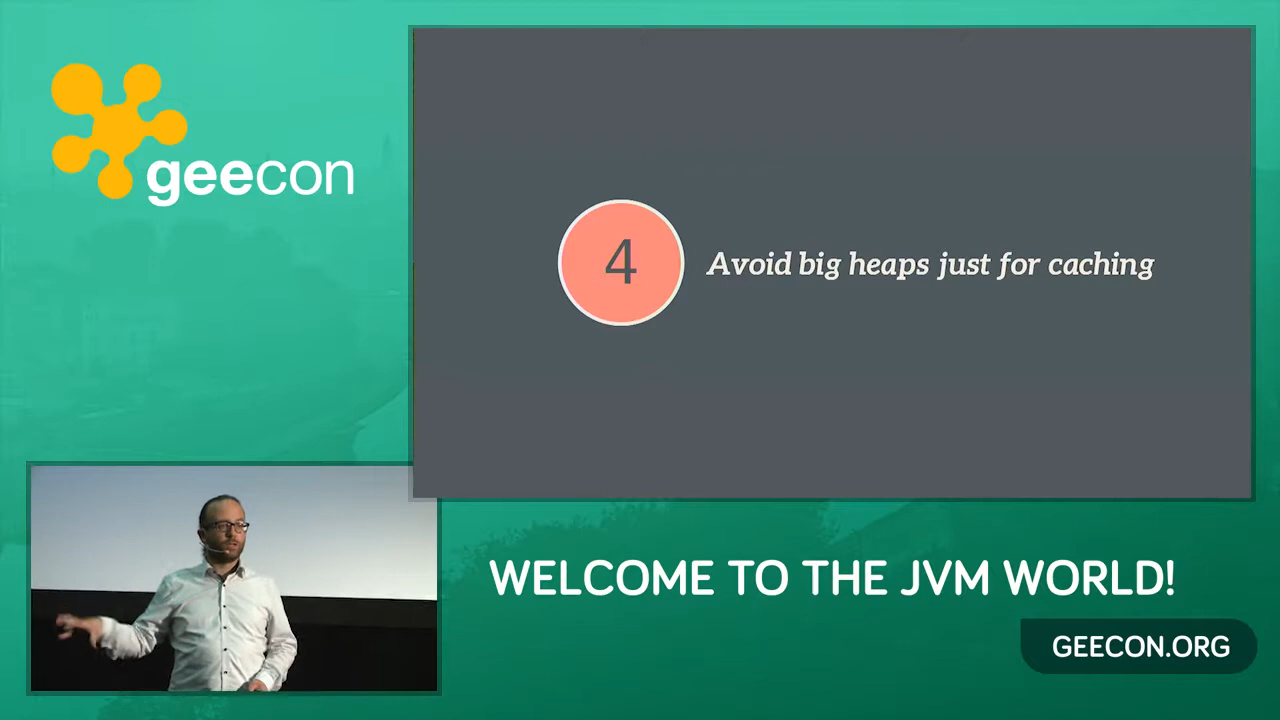 geecon
4
Avoid big heaps just for caching
WELCOME TO THE JVM WORLD!
GEECON.ORG